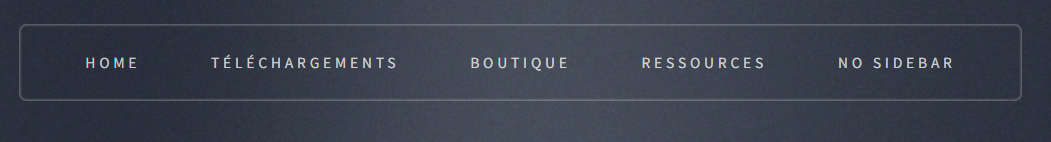 HOME TÉLÉCHARGEMENTS BOUTIQUE RESSOURCES NO SIDEBAR